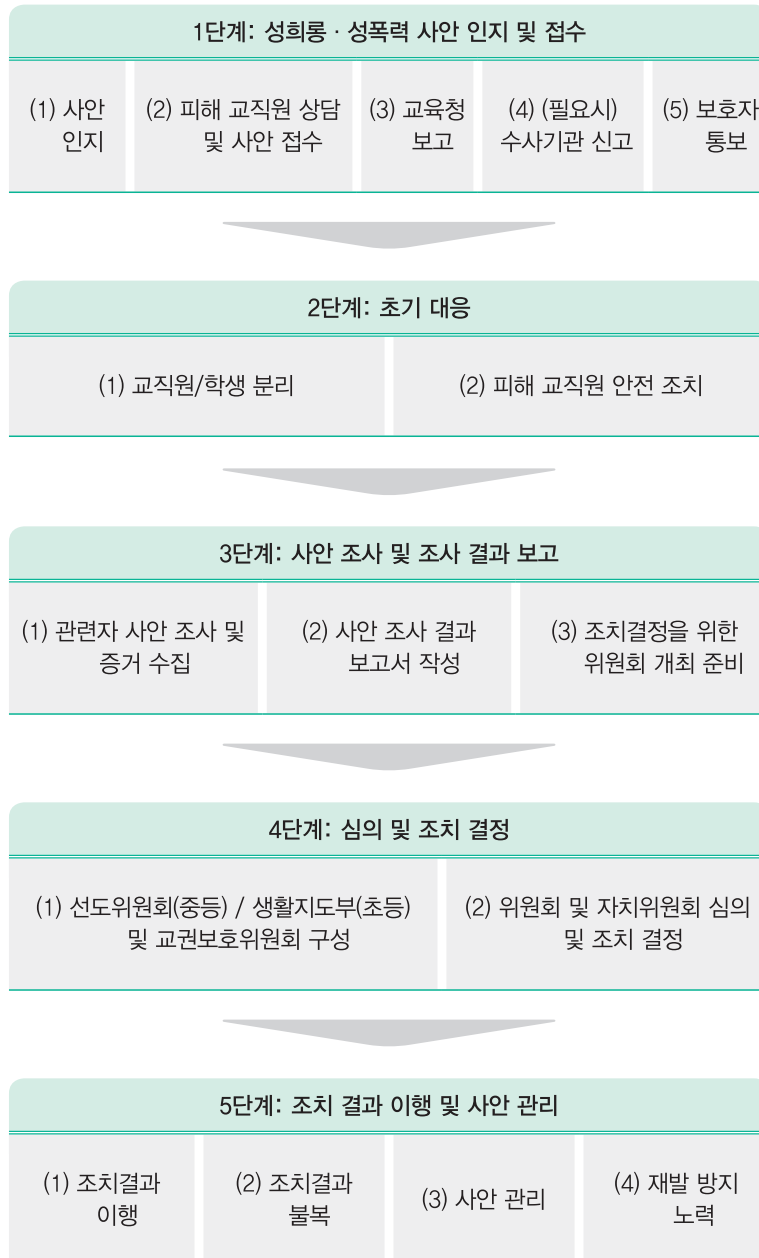 1단계: 성희롱 · 성폭력 사안 인지 및 접수
(1) 사안
인지
(2) 피해 교직원 상담
및 사안 접수
(3) 교육청
보고
(4) (필요시)
수사기관 신고
(5) 보호자
통보
2단계: 초기 대응
(1) 교직원/학생 분리
(2) 피해 교직원 안전 조치
3단계: 사안 조사 및 조사 결과 보고
(1) 관련자 사안 조사 및
증거 수집
(2) 사안 조사 결과
보고서 작성
(3) 조치결정을 위한
위원회 개최 준비
4단계: 심의 및 조치 결정
(1) 선도위원회(중등) / 생활지도부(초등)
및 교권보호위원회 구성
(2) 위원회 및 자치위원회 심의
및 조치 결정
5단계: 조치 결과 이행 및 사안 관리
(1) 조치결과
이행
(2) 조치결과
불복
(3) 사안 관리
(4) 재발 방지
노력